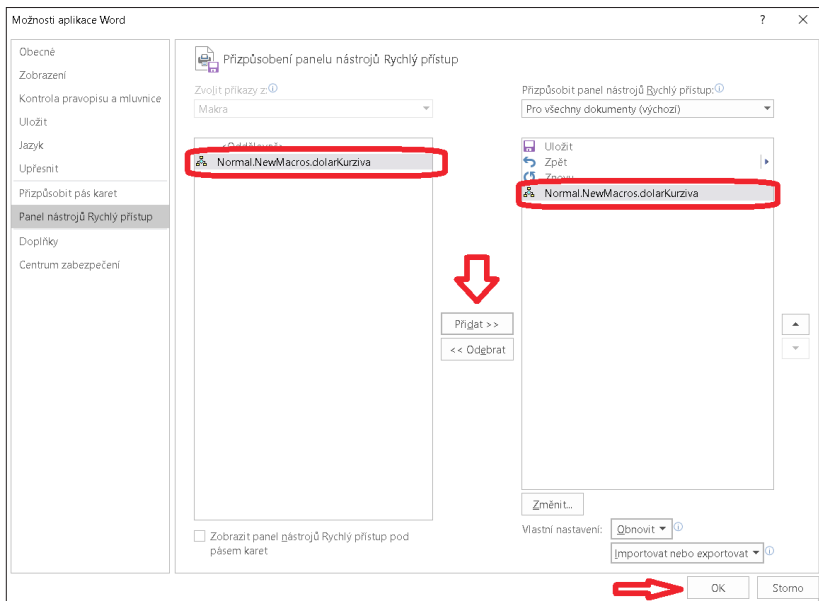 Možnosti aplikace Word
?
Obecné
Zobrazení
Kontrola pravopisu a mluvnice
Uložit
Jazyk
Upřesnit
Přizpůsobit pás karet
Panel nástrojů Rychlý přístup
Doplňky
Centrum zabezpečení
Přizpůsobení panelu nástrojů Rychlý přístup
Zvolit příkazy z:
Makra
<Oddělovač>
Normal.NewMacros.dolarKurziva
Přidat >>
<< Odebrat
Přizpůsobit panel nástrojů Rychlý přístup:
Pro všechny dokumenty (výchozí)
Uložit
Zpět
Znovu
Normal.NewMacros.dolarKurziva
Změnit...
Vlastní nastavení:
Obnovit
Importovat nebo exportovat
Zobrazit panel nástrojů Rychlý přístup pod
pásem karet
OK
Storno